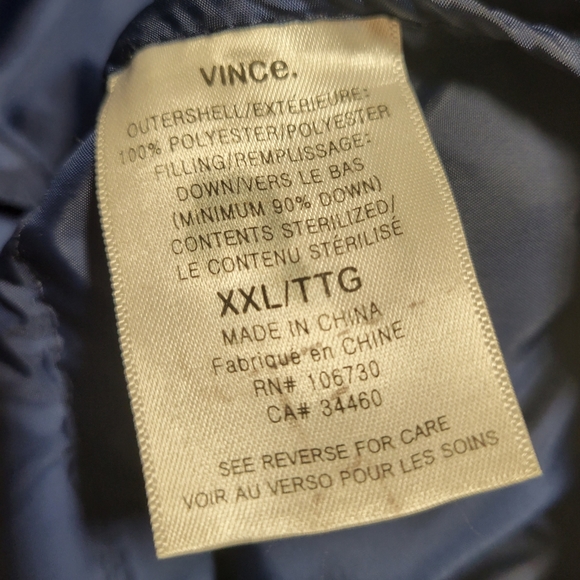 VINCe.
OUTERSHELL/EXTERIEURE:
100% POLYESTER/POLYESTER
FILLING/REMPLISSAGE:
DOWN/VERS LE BAS
(MINIMUM 90% DOWN)
CONTENTS STERILIZED/
LE CONTENU STÉRILISÉ
XXL/TTG
MADE IN CHINA
Fabrique en CHINE
RN# 106730
CA# 34460
SEE REVERSE FOR CARE
VOIR AU VERSO POUR LES SOINS